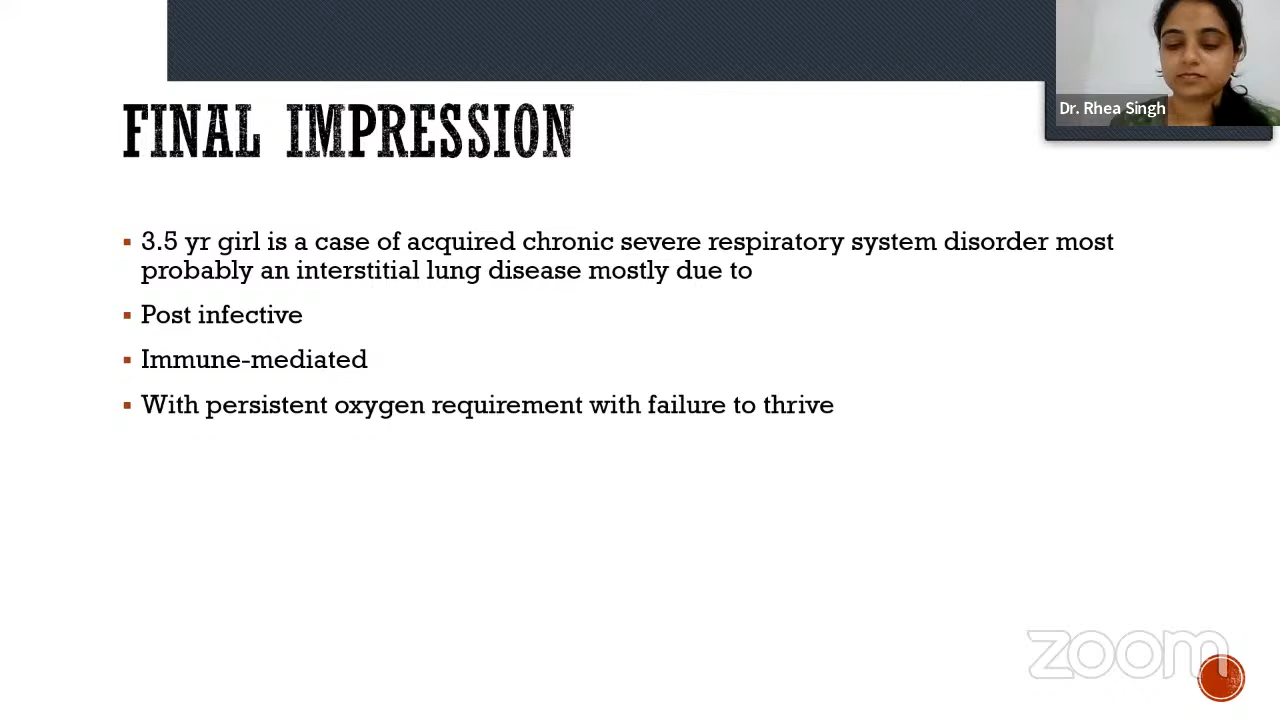 Dr. Rhea Singh
FINAL IMPRESSION
▪ 3.5 yr girl is a case of acquired chronic severe respiratory system disorder most
probably an interstitial lung disease mostly due to
▪ Post infective
▪ Immune-mediated
▪ With persistent oxygen requirement with failure to thrive
zoom